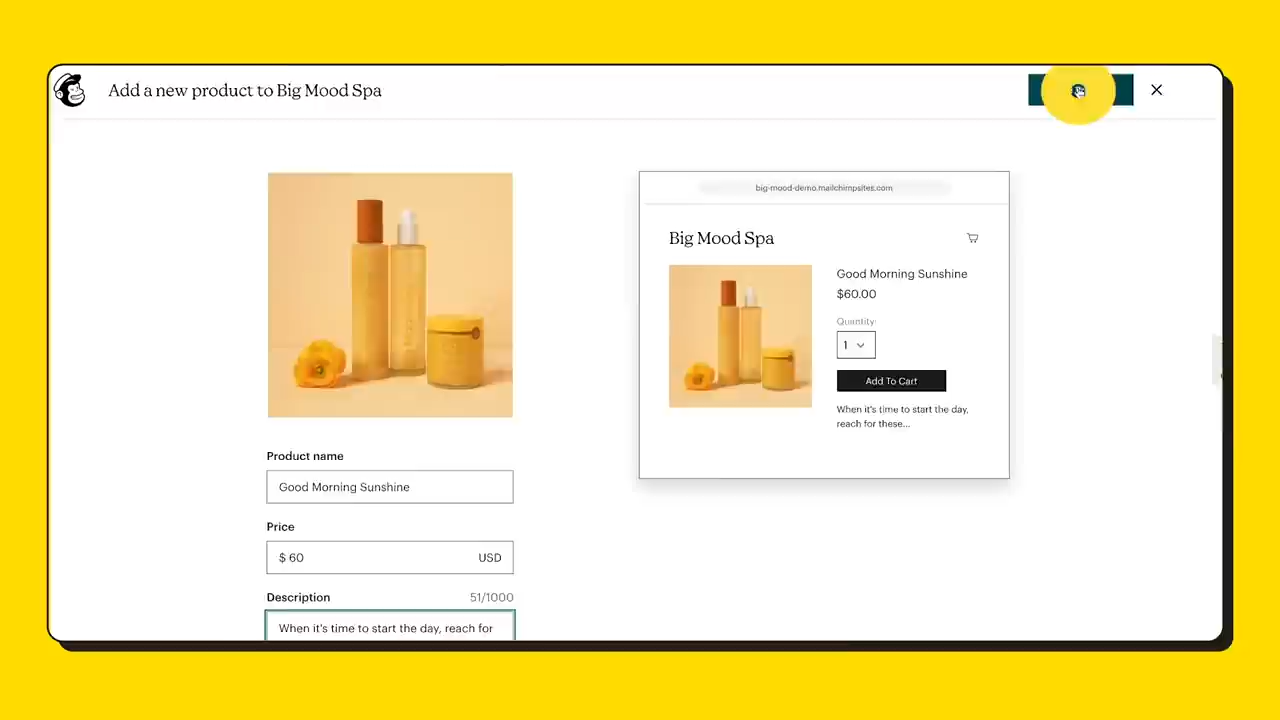 Add a new product to Big Mood Spa
big-mood-demo.mailchimpsites.com
Big Mood Spa
Good Morning Sunshine
$60.00
Quantity:
1
Add To Cart
When it's time to start the day,
reach for these...
Product name
Good Morning Sunshine
Price
$ 60 USD
Description 51/1000
When it's time to start the day, reach for